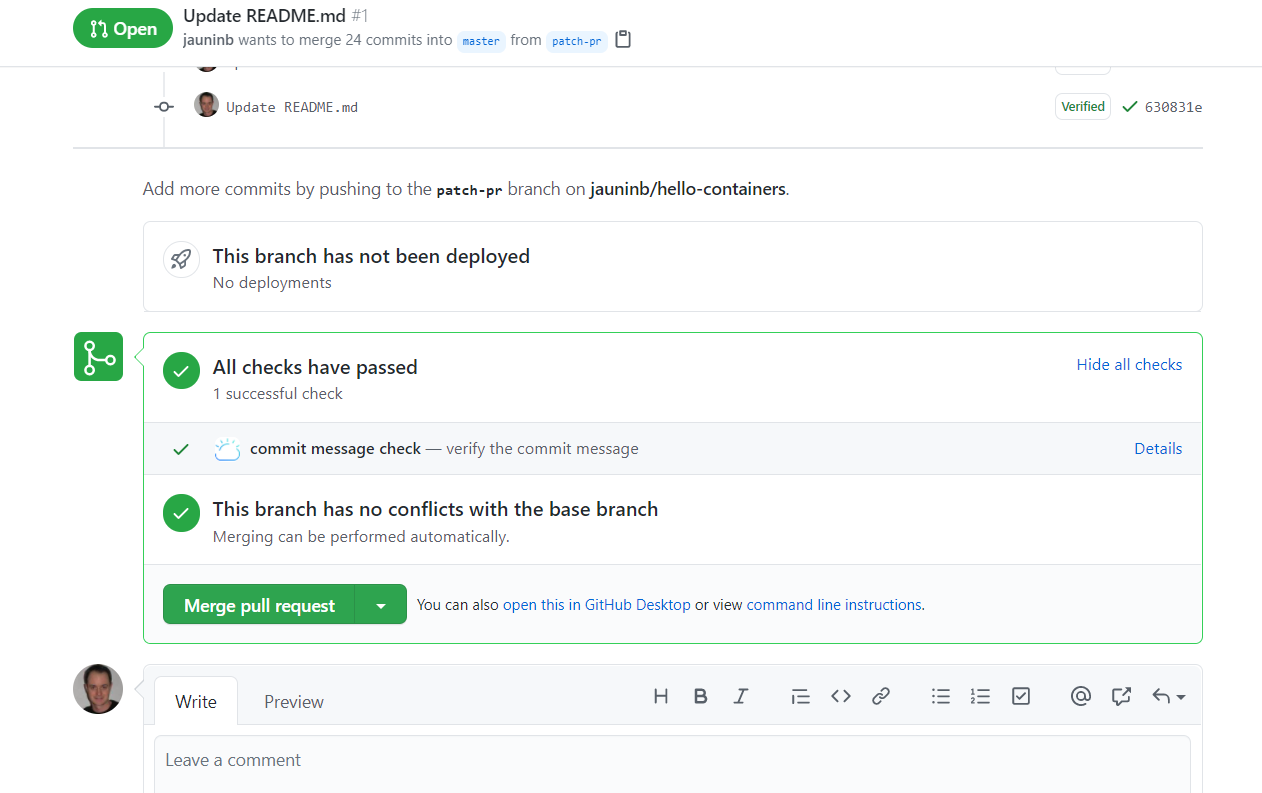 Open
Update README.md #1
jauninb wants to merge 24 commits into master from patch-pr
Update README.md Verified 630831e
Add more commits by pushing to the patch-pr branch on jauninb/hello-containers.
This branch has not been deployed
No deployments
All checks have passed Hide all checks
1 successful check
commit message check — verify the commit message Details
This branch has no conflicts with the base branch
Merging can be performed automatically.
Merge pull request You can also open this in GitHub Desktop or view command line instructions.
Write Preview
Leave a comment